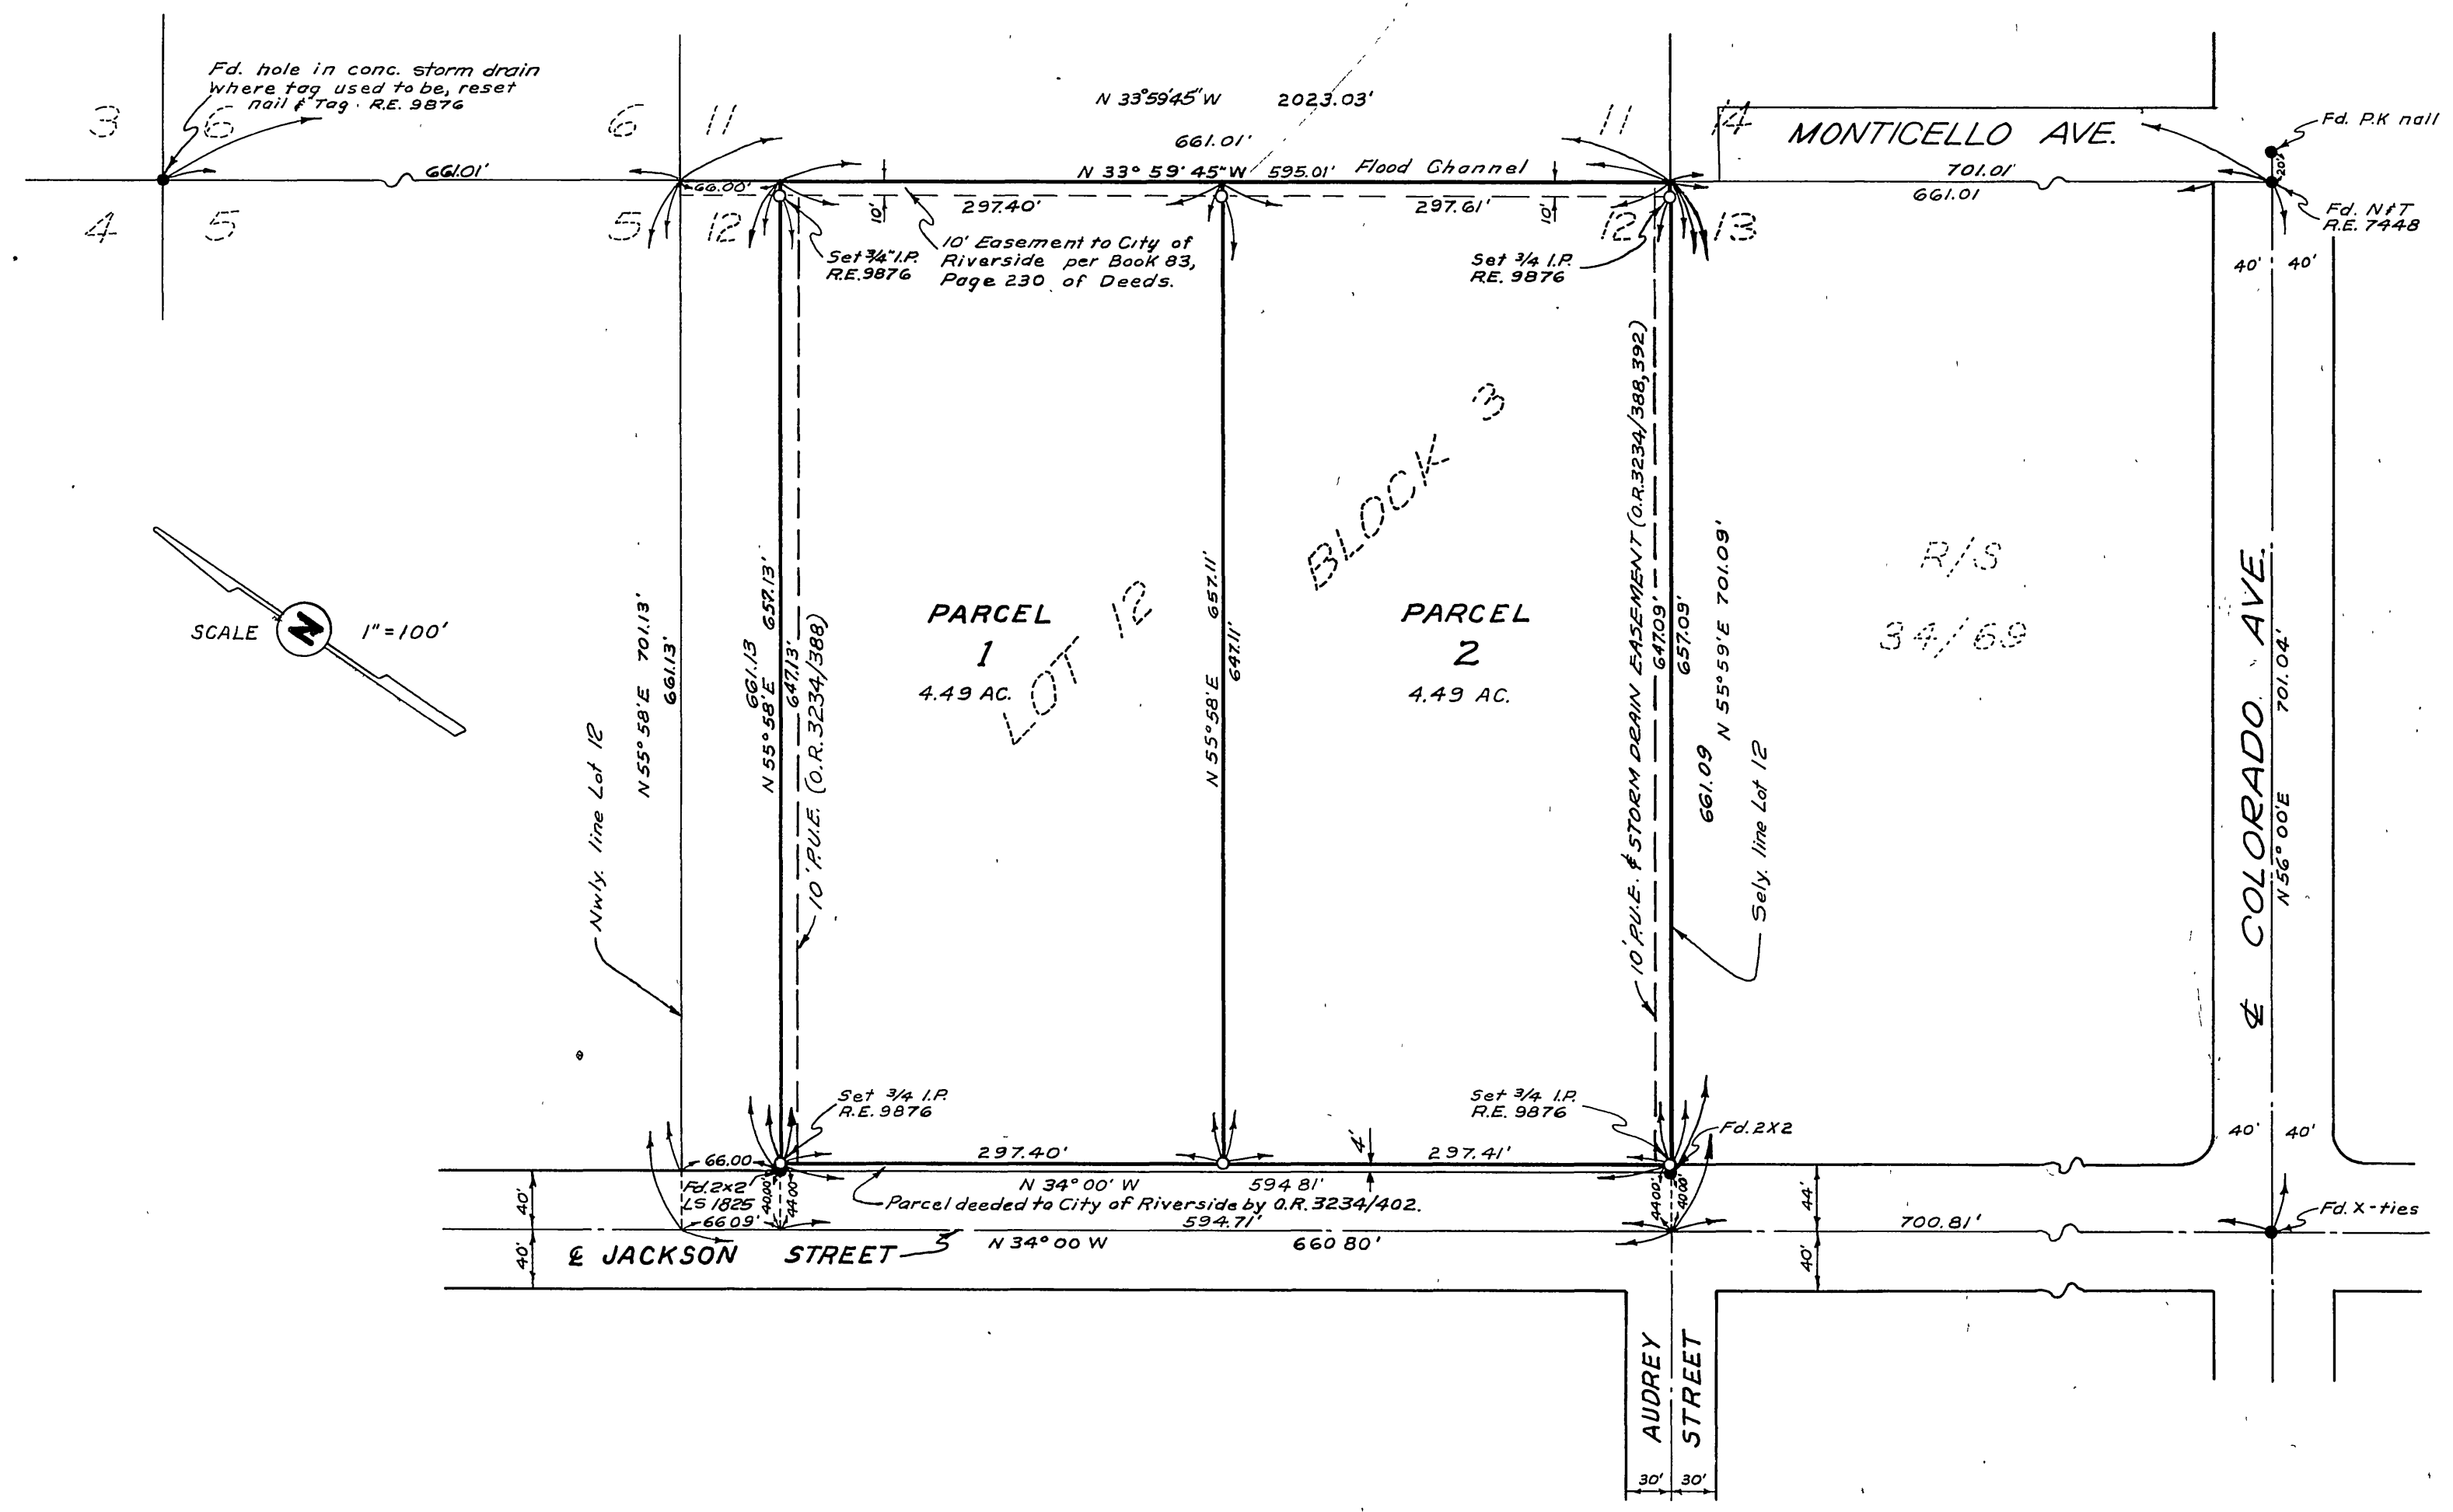 Fd. hole in conc. storm drain
where tag used to be, reset
nail & Tag. R.E. 9876
3
6
6
11
4
5
5
12
661.01'
66.00'
N 33°59'45"W 2023.03'
661.01'
N 33° 59' 45" W 595.01' Flood Channel
297.40'
297.61'
10'
10'
11
14
12
13
MONTICELLO AVE.
701.01'
661.01
Fd. P.K nail
20'
Fd. N&T
R.E. 7448
40' 40'
Set 3/4" I.P.
R.E. 9876
10' Easement to City of
Riverside per Book 83,
Page 230 of Deeds.
Set 3/4 I.P.
R.E. 9876
SCALE N 1"=100'
Nwly. line Lot 12
N 55° 58' E 701.13'
661.13'
661.13
N 55° 58' E 657.13'
647.13'
10' P.U.E. (O.R. 3234/388)
PARCEL
1
4.49 AC.
LOT 12
BLOCK 3
N 55° 58' E 657.11'
647.11'
PARCEL
2
4.49 AC.
10' P.U.E. & STORM DRAIN EASEMENT (O.R. 3234/388,392)
647.09'
657.09'
661.09
N 55° 59' E 701.09'
Sely. line Lot 12
R/S
34/69
℄ COLORADO AVE.
N 56° 00' E 701.04'
Set 3/4 I.P.
R.E. 9876
Set 3/4 I.P.
R.E. 9876
Fd. 2X2
40' 40'
66.00
297.40'
4'
297.41'
Fd. 2x2
LS 1825
40.00'
44.00'
N 34° 00' W 594.81'
Parcel deeded to City of Riverside by O.R. 3234/402.
44.00'
40.00'
40'
44'
66 09'
594.71'
700.81'
Fd. X-ties
40'
℄ JACKSON STREET
N 34° 00 W 660 80'
40'
AUDREY
STREET
30' 30'